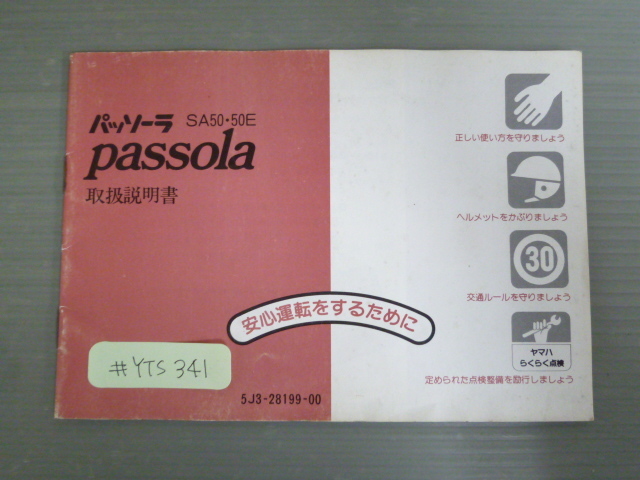 パッソーラ SA50・50E
passola
取扱説明書
安心運転をするために
#YTS 341
5J3-28199-00
正しい使い方を守りましょう
ヘルメットをかぶりましょう
30
交通ルールを守りましょう
ヤマハ
らくらく点検
定められた点検整備を励行しましょう